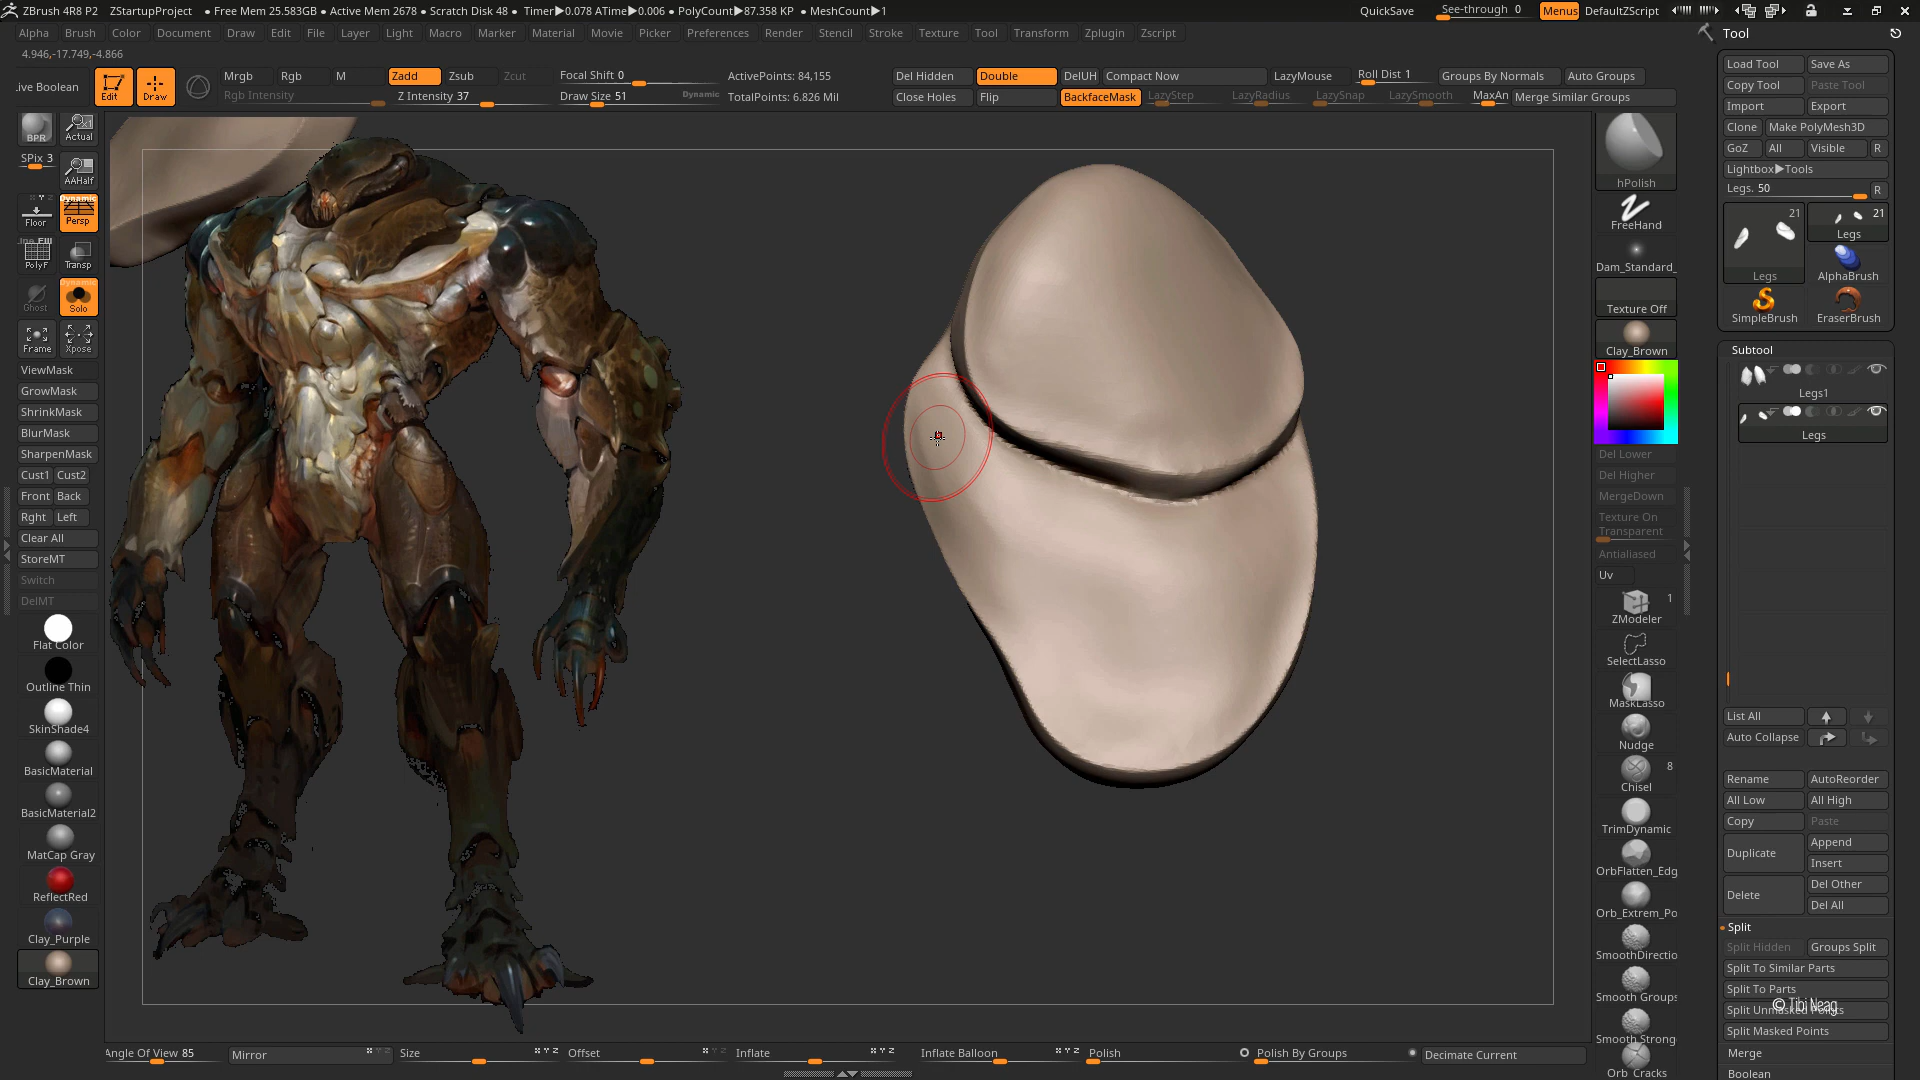 ZBrush 4R8 P2 ZStartupProject • Free Mem 25.583GB • Active Mem 2678 • Scratch Disk 48 • Timer▶0.078 ATime▶0.006 • PolyCount▶87.358 KP • MeshCount▶1 QuickSave See-through 0 Menus DefaultZScript
Alpha Brush Color Document Draw Edit File Layer Light Macro Marker Material Movie Picker Preferences Render Stencil Stroke Texture Tool Transform Zplugin Zscript
4.946,-17.749,-4.866
ive Boolean Edit Draw Mrgb Rgb M Zadd Zsub Zcut Focal Shift 0 ActivePoints: 84,155 Del Hidden Double DelUH Compact Now LazyMouse Roll Dist 1 Groups By Normals Auto Groups
Rgb Intensity Z Intensity 37 Draw Size 51 Dynamic TotalPoints: 6.826 Mil Close Holes Flip BackfaceMask LazyStep LazyRadius LazySnap LazySmooth MaxAn Merge Similar Groups
BPR Actual
SPix 3 AAHalf
Floor Dynamic Persp
PolyF Transp
Ghost Dynamic Solo
Frame Xpose
ViewMask
GrowMask
ShrinkMask
BlurMask
SharpenMask
Cust1 Cust2
Front Back
Rght Left
Clear All
StoreMT
Switch
DelMT
Flat Color
Outline Thin
SkinShade4
BasicMaterial
BasicMaterial2
MatCap Gray
ReflectRed
Clay_Purple
Clay_Brown
hPolish
FreeHand
Dam_Standard_
Texture Off
Clay_Brown
Del Lower
Del Higher
MergeDown
Texture On
Transparent
Antialiased
Uv
1
ZModeler
SelectLasso
MaskLasso
Nudge
8
Chisel
TrimDynamic
OrbFlatten_Edg
Orb_Extrem_Po
SmoothDirectio
Smooth Groups
Smooth Strong
Orb_Cracks
Tool
Load Tool Save As
Copy Tool Paste Tool
Import Export
Clone Make PolyMesh3D
GoZ All Visible R
Lightbox▶Tools
Legs. 50 R
21 21
Legs
Legs AlphaBrush
SimpleBrush EraserBrush
Subtool
Legs1
Legs
List All
Auto Collapse
Rename AutoReorder
All Low All High
Copy Paste
Duplicate Append
Insert
Delete Del Other
Del All
Split
Split Hidden Groups Split
Split To Similar Parts
Split To Parts
© Tibi Neag
Split Unmasked Points
Split Masked Points
Merge
Boolean
Angle Of View 85 Mirror Size Offset Inflate Inflate Balloon Polish Polish By Groups Decimate Current